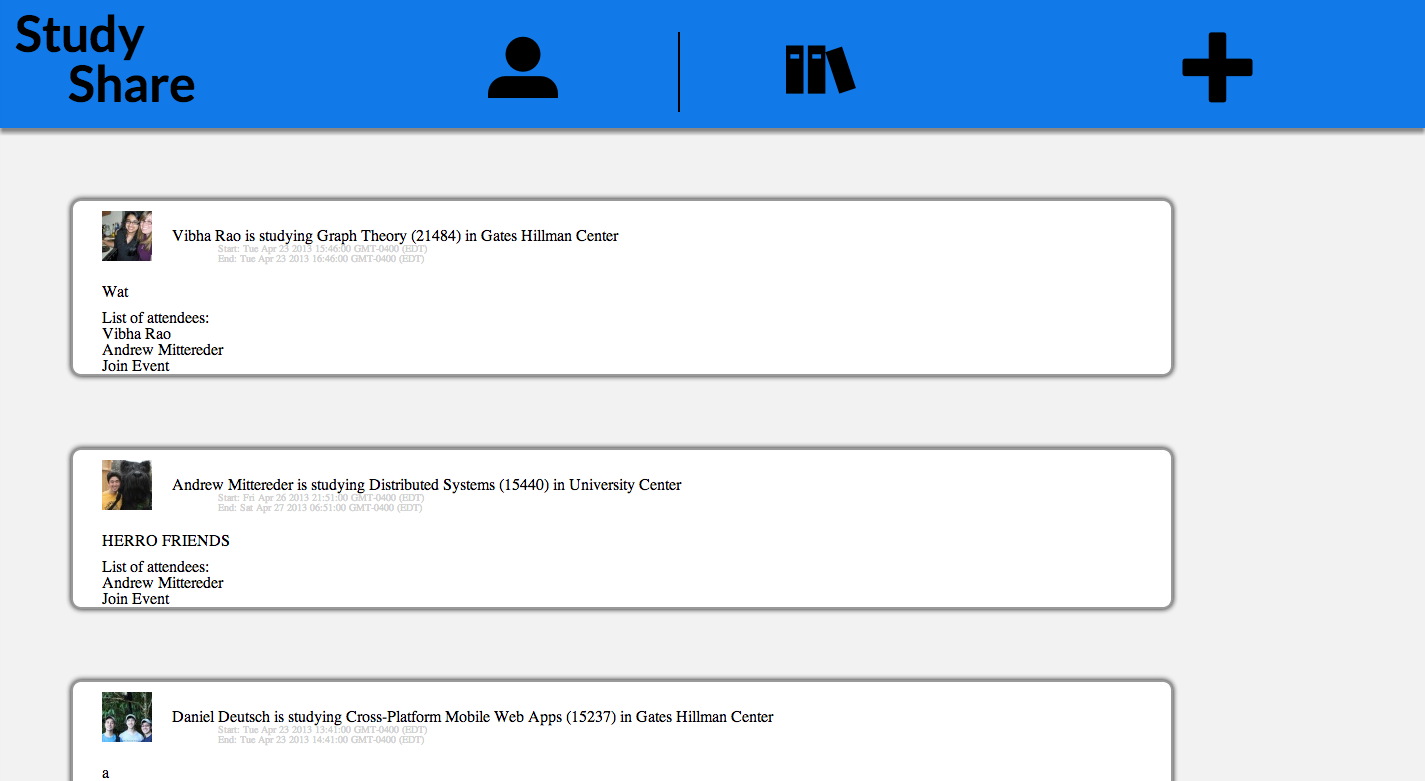 Study
Share
Vibha Rao is studying Graph Theory (21484) in Gates Hillman Center
Start: Tue Apr 23 2013 15:46:00 GMT-0400 (EDT)
End: Tue Apr 23 2013 16:46:00 GMT-0400 (EDT)
Wat
List of attendees:
Vibha Rao
Andrew Mittereder
Join Event
Andrew Mittereder is studying Distributed Systems (15440) in University Center
Start: Fri Apr 26 2013 21:51:00 GMT-0400 (EDT)
End: Sat Apr 27 2013 06:51:00 GMT-0400 (EDT)
HERRO FRIENDS
List of attendees:
Andrew Mittereder
Join Event
Daniel Deutsch is studying Cross-Platform Mobile Web Apps (15237) in Gates Hillman Center
Start: Tue Apr 23 2013 13:41:00 GMT-0400 (EDT)
End: Tue Apr 23 2013 14:41:00 GMT-0400 (EDT)
a